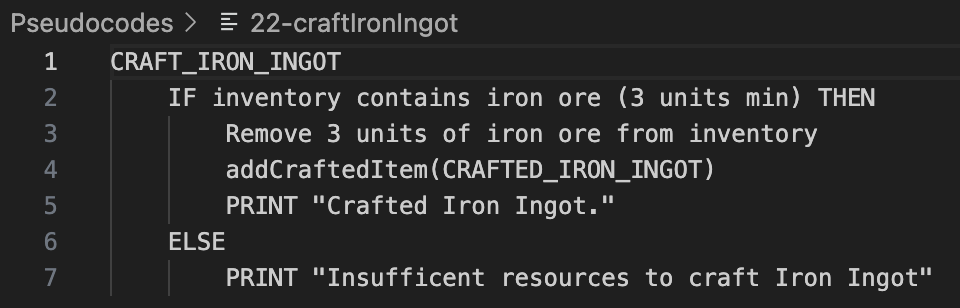 Pseudocodes > 22-craftIronIngot
1 CRAFT_IRON_INGOT
2 IF inventory contains iron ore (3 units min) THEN
3 Remove 3 units of iron ore from inventory
4 addCraftedItem(CRAFTED_IRON_INGOT)
5 PRINT "Crafted Iron Ingot."
6 ELSE
7 PRINT "Insufficent resources to craft Iron Ingot"